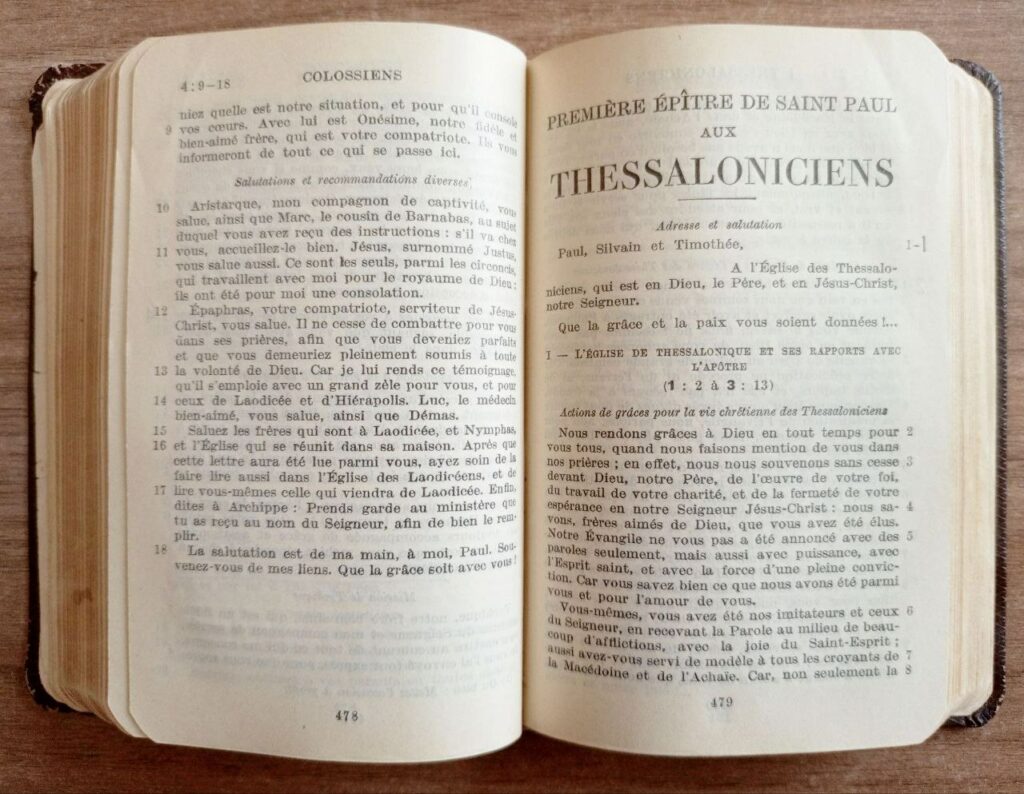 4:9-18
COLOSSIENS
niez quelle est notre situation, et pour qu'il console
9 vos cœurs. Avec lui est Onésime, notre fidèle et
bien-aimé frère, qui est votre compatriote. Ils vous
informeront de tout ce qui se passe ici.
Salutations et recommandations diverses
10 Aristarque, mon compagnon de captivité, vous
salue, ainsi que Marc, le cousin de Barnabas, au sujet
duquel vous avez reçu des instructions : s'il va chez
11 vous, accueillez-le bien. Jésus, surnommé Justus,
vous salue aussi. Ce sont les seuls, parmi les circoncis,
qui travaillent avec moi pour le royaume de Dieu ;
ils ont été pour moi une consolation.
12 Épaphras, votre compatriote, serviteur de Jésus-
Christ, vous salue. Il ne cesse de combattre pour vous
dans ses prières, afin que vous deveniez parfaits
et que vous demeuriez pleinement soumis à toute
13 la volonté de Dieu. Car je lui rends ce témoignage,
qu'il s'emploie avec un grand zèle pour vous, et pour
14 ceux de Laodicée et d'Hiérapolis. Luc, le médecin
bien-aimé, vous salue, ainsi que Démas.
15 Saluez les frères qui sont à Laodicée, et Nymphas,
16 et l'Église qui se réunit dans sa maison. Après que
cette lettre aura été lue parmi vous, ayez soin de la
faire lire aussi dans l'Église des Laodicéens, et de
17 lire vous-mêmes celle qui viendra de Laodicée. Enfin,
dites à Archippe : Prends garde au ministère que
tu as reçu au nom du Seigneur, afin de bien le rem-
plir.
18 La salutation est de ma main, à moi, Paul. Sou-
venez-vous de mes liens. Que la grâce soit avec vous !
478
PREMIÈRE ÉPÎTRE DE SAINT PAUL
AUX
THESSALONICIENS
Adresse et salutation
Paul, Silvain et Timothée, 1-1
A l'Église des Thessalo-
niciens, qui est en Dieu, le Père, et en Jésus-Christ,
notre Seigneur.
Que la grâce et la paix vous soient données !...
I — L'ÉGLISE DE THESSALONIQUE ET SES RAPPORTS AVEC
L'APÔTRE
(1 : 2 à 3 : 13)
Actions de grâces pour la vie chrétienne des Thessaloniciens
Nous rendons grâces à Dieu en tout temps pour 2
vous tous, quand nous faisons mention de vous dans
nos prières ; en effet, nous nous souvenons sans cesse 3
devant Dieu, notre Père, de l'œuvre de votre foi,
du travail de votre charité, et de la fermeté de votre
espérance en notre Seigneur Jésus-Christ : nous sa- 4
vons, frères aimés de Dieu, que vous avez été élus.
Notre Évangile ne vous pas a été annoncé avec des 5
paroles seulement, mais aussi avec puissance, avec
l'Esprit saint, et avec la force d'une pleine convic-
tion. Car vous savez bien ce que nous avons été parmi
vous et pour l'amour de vous.
Vous-mêmes, vous avez été nos imitateurs et ceux 6
du Seigneur, en recevant la Parole au milieu de beau-
coup d'afflictions, avec la joie du Saint-Esprit ;
aussi avez-vous servi de modèle à tous les croyants de 7
la Macédoine et de l'Achaïe. Car, non seulement la 8
479